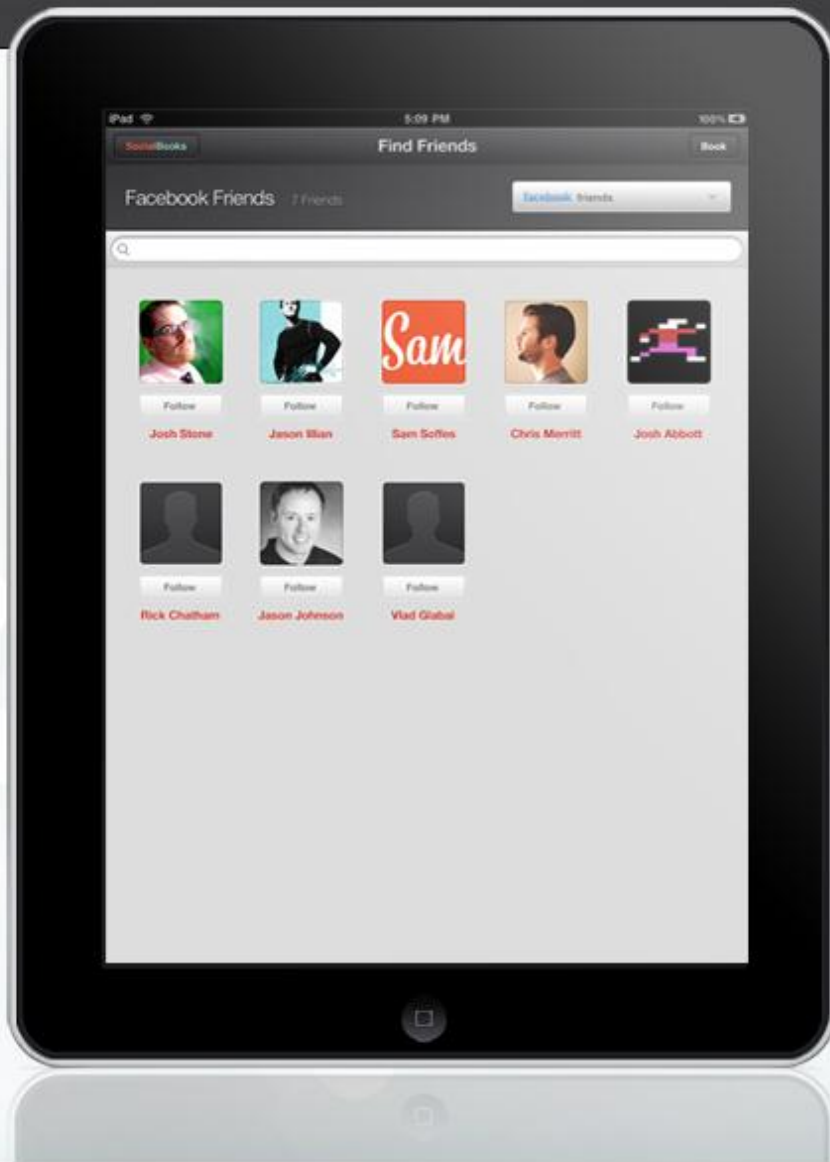 iPad 5:09 PM 100%
SocialBooks Find Friends Book
Facebook Friends 7 Friends facebook friends
Sam
Follow Follow Follow Follow Follow
Josh Stone Jason Illian Sam Soffes Chris Merritt Josh Abbott
Follow Follow Follow
Rick Chatham Jason Johnson Vlad Glabai